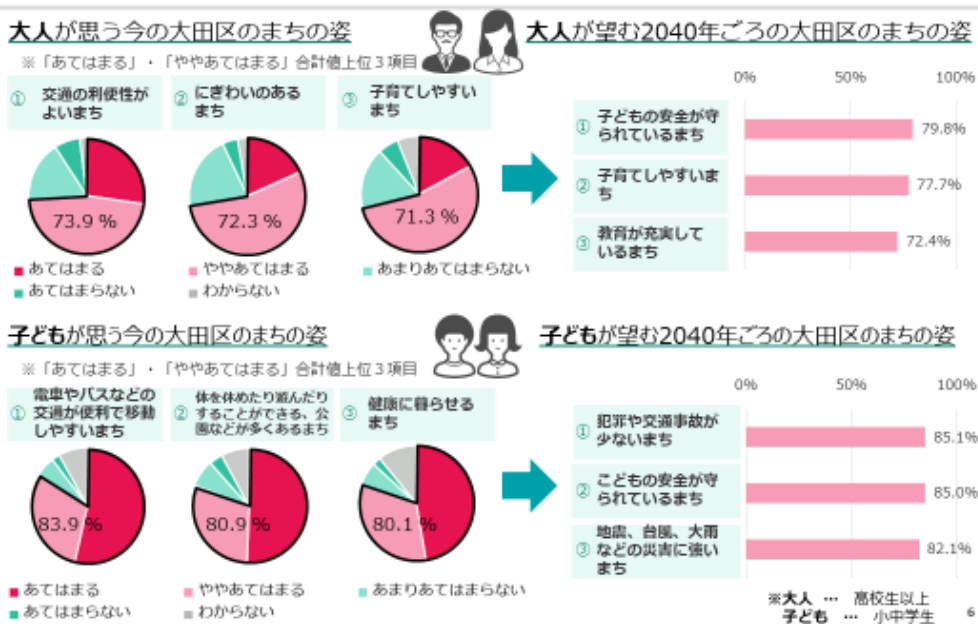 大人が思う今の大田区のまちの姿
※「あてはまる」・「ややあてはまる」合計値上位3項目
① 交通の利便性が
よいまち
② にぎわいのある
まち
③ 子育てしやすい
まち
73.9 %
72.3 %
71.3 %
■ あてはまる
■ ややあてはまる
■ あまりあてはまらない
■ あてはまらない
■ わからない
大人が望む2040年ごろの大田区のまちの姿
0%
50%
100%
① 子どもの安全が守
られているまち
79.8%
② 子育てしやすいま
ち
77.7%
③ 教育が充実して
いるまち
72.4%
子どもが思う今の大田区のまちの姿
※「あてはまる」・「ややあてはまる」合計値上位3項目
① 電車やバスなどの
交通が便利で移動
しやすいまち
② 体を休めたり遊んだり
することができる、公
園などが多くあるまち
③ 健康に暮らせる
まち
83.9 %
80.9 %
80.1 %
■ あてはまる
■ ややあてはまる
■ あまりあてはまらない
■ あてはまらない
■ わからない
子どもが望む2040年ごろの大田区のまちの姿
0%
50%
100%
① 犯罪や交通事故が
少ないまち
85.1%
② こどもの安全が守
られているまち
85.0%
③ 地震、台風、大雨
などの災害に強い
まち
82.1%
※大人 … 高校生以上
子ども … 小中学生
6